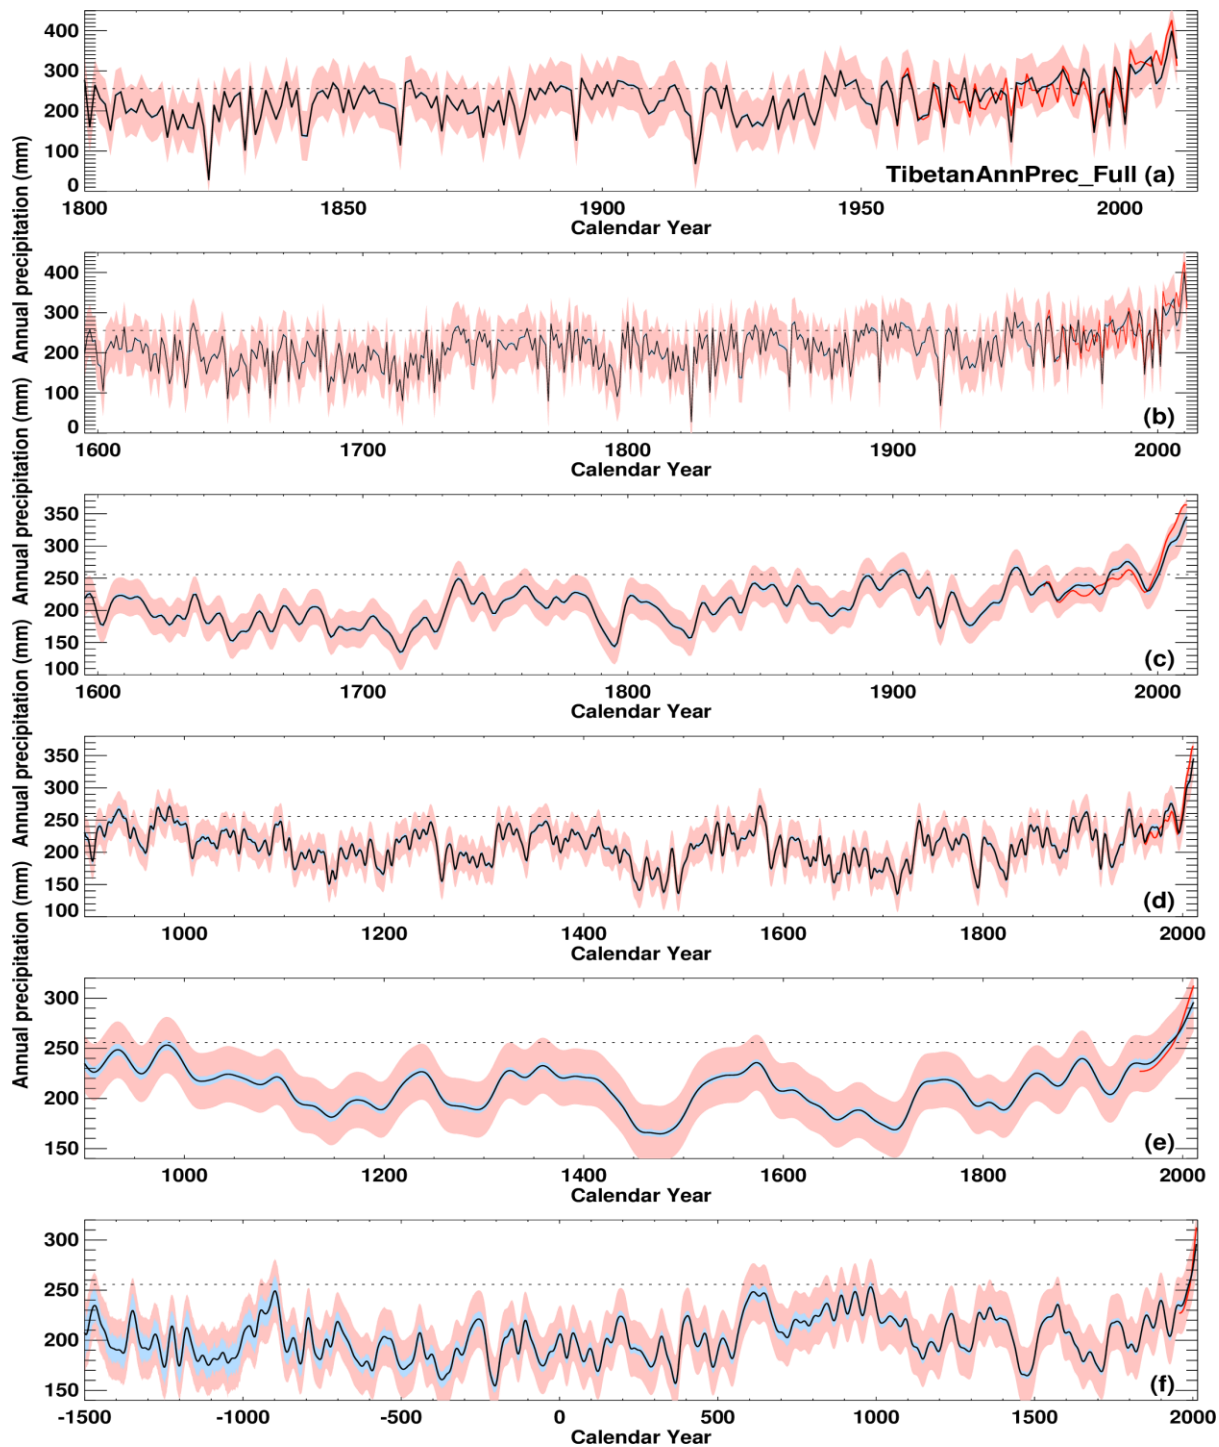 400
300
200
100
0
TibetanAnnPrec_Full (a)
1800 1850 1900 1950 2000
Calendar Year
400
300
200
100
0
(b)
1600 1700 1800 1900 2000
Calendar Year
350
300
250
200
150
100
(c)
1600 1700 1800 1900 2000
Calendar Year
350
300
250
200
150
100
(d)
1000 1200 1400 1600 1800 2000
Calendar Year
300
250
200
150
(e)
1000 1200 1400 1600 1800 2000
Calendar Year
300
250
200
150
(f)
-1500 -1000 -500 0 500 1000 1500 2000
Calendar Year
Annual precipitation (mm)
Annual precipitation (mm)
Annual precipitation (mm)
Annual precipitation (mm)
Annual precipitation (mm)